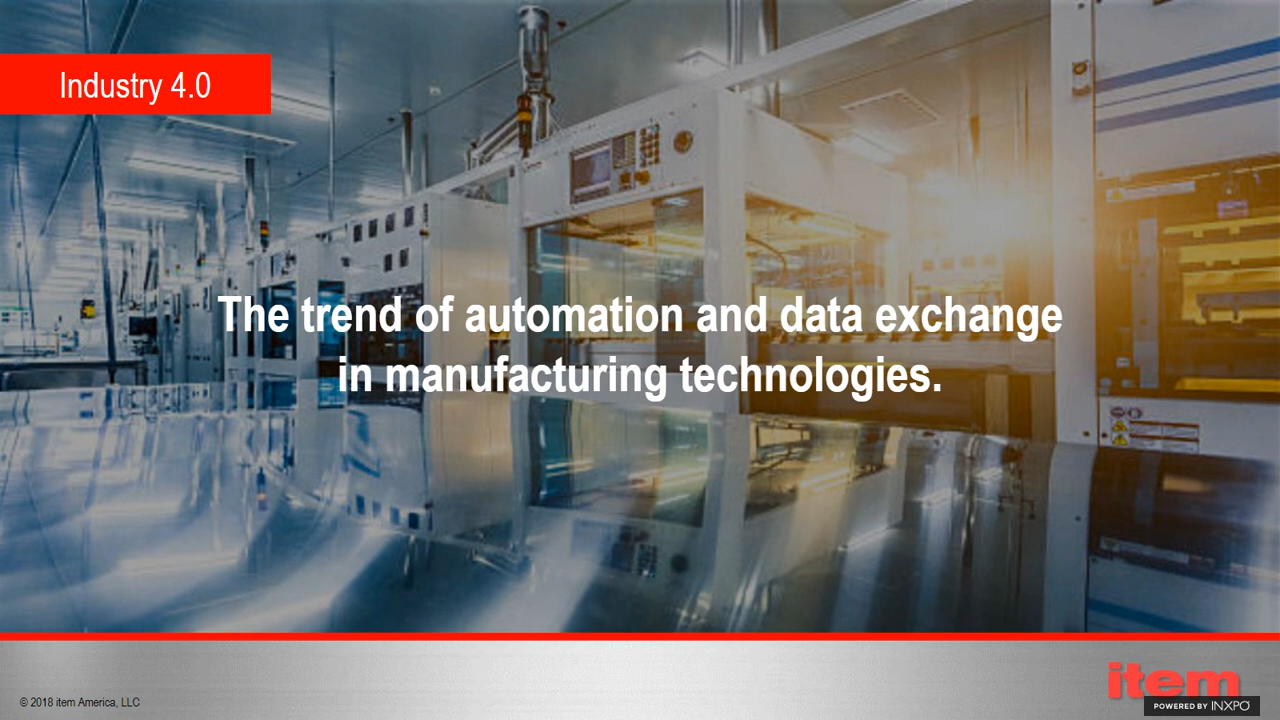 Industry 4.0
The trend of automation and data exchange
in manufacturing technologies.
© 2018 item America, LLC
item
POWERED BY INXPO